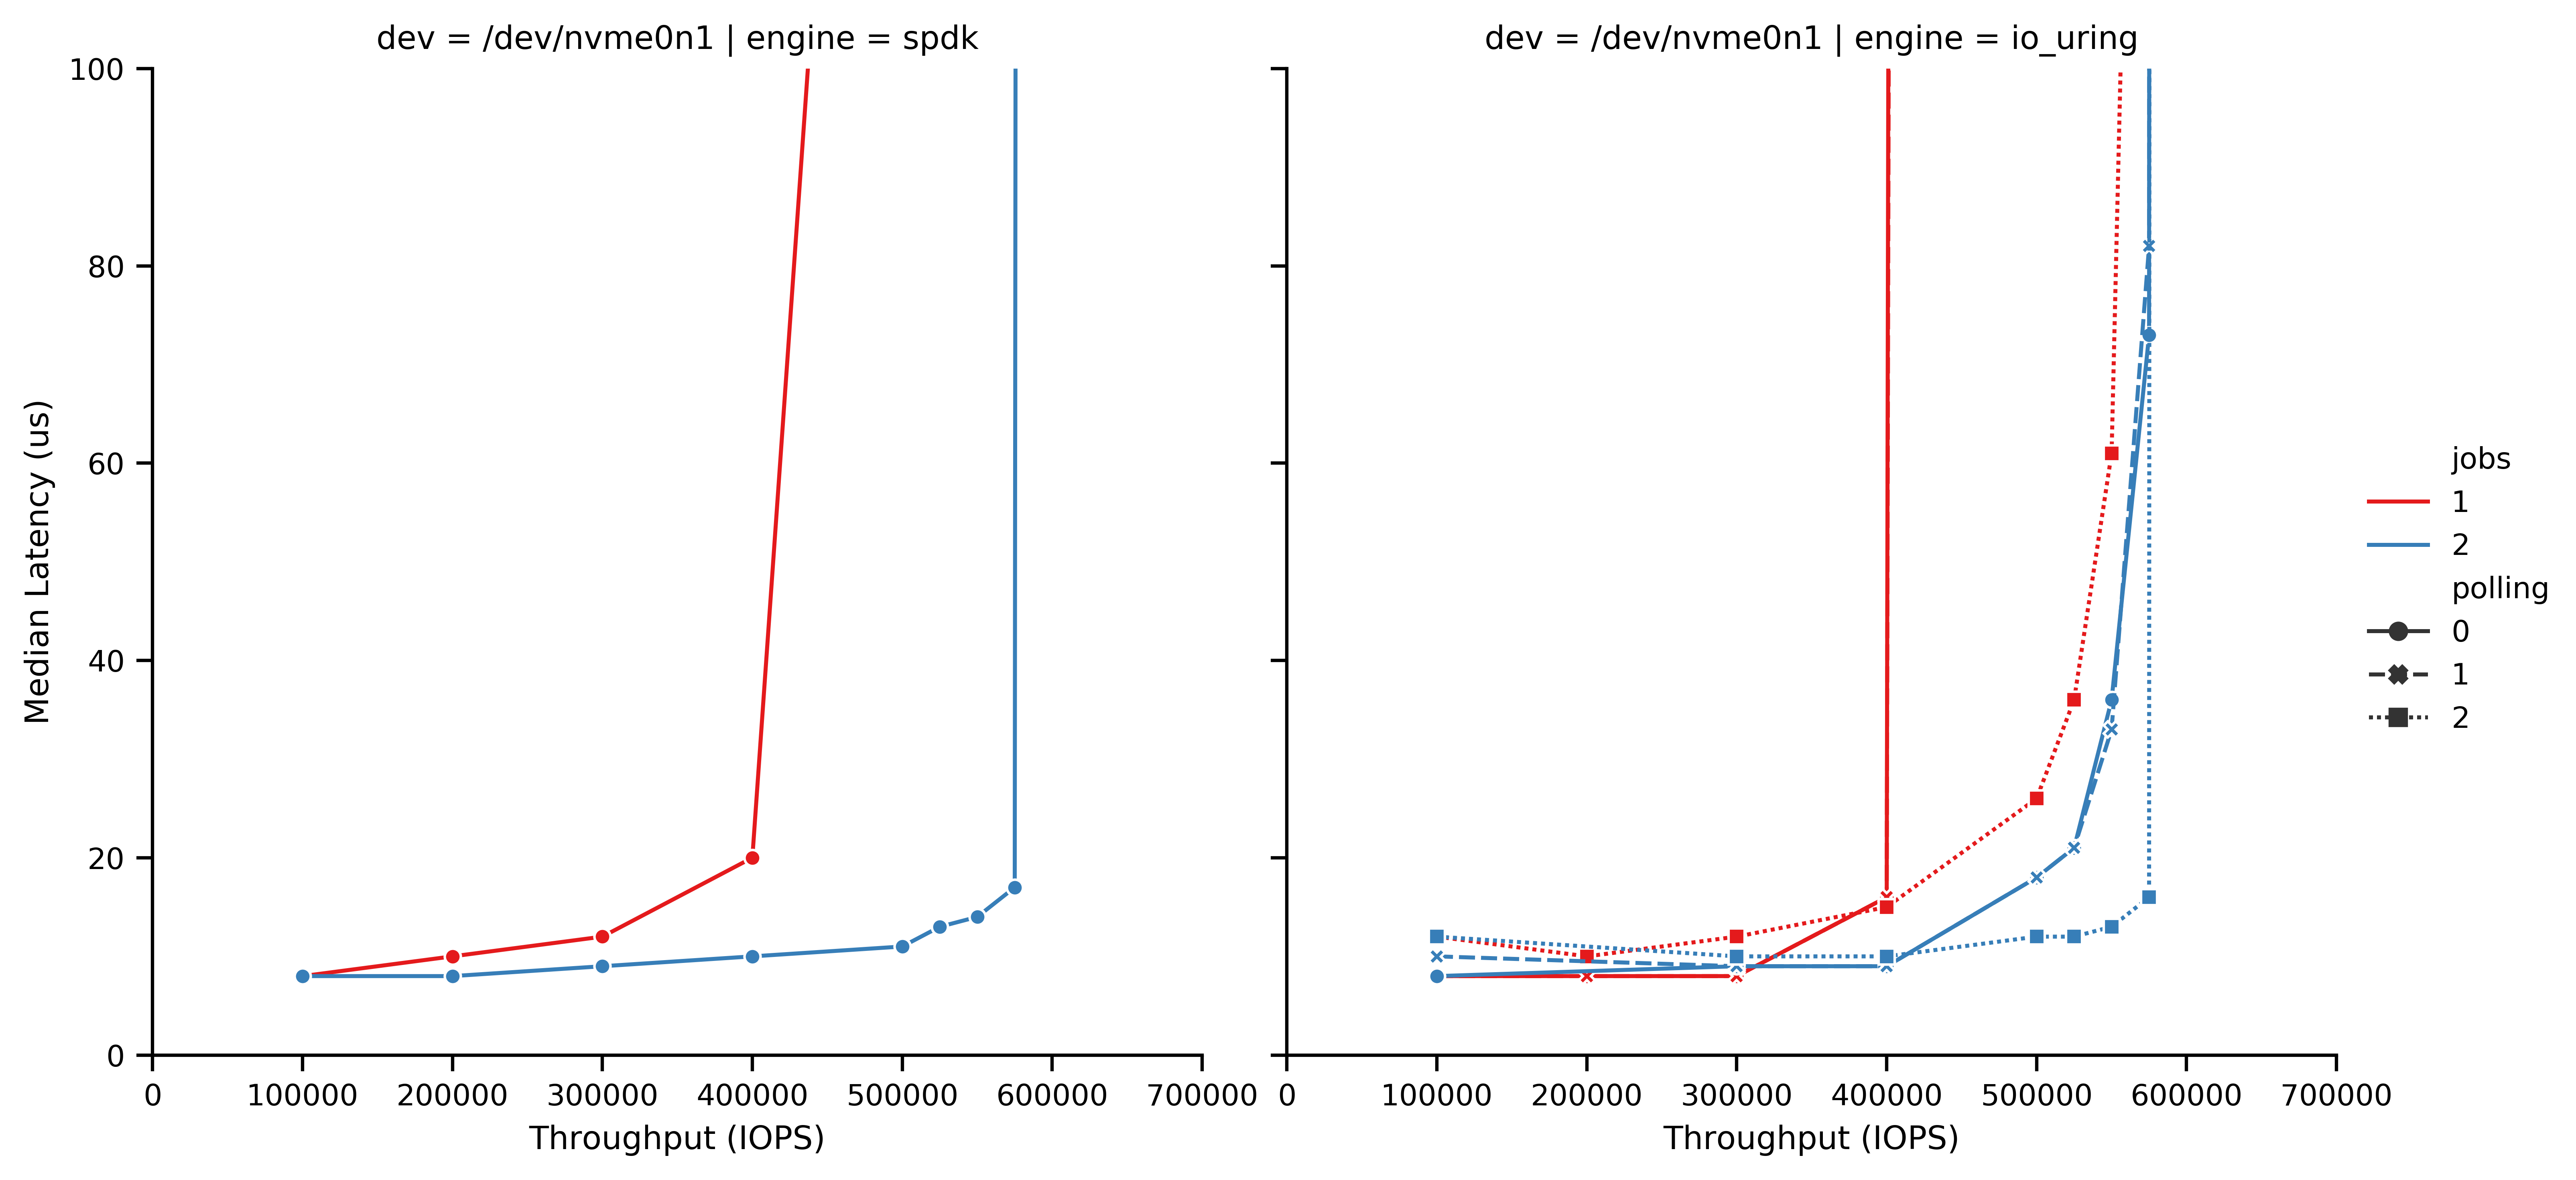 dev = /dev/nvme0n1 | engine = spdk
dev = /dev/nvme0n1 | engine = io_uring
100
80
60
40
20
0
Median Latency (us)
0 100000 200000 300000 400000 500000 600000 700000
0 100000 200000 300000 400000 500000 600000 700000
Throughput (IOPS)
Throughput (IOPS)
jobs
1
2
polling
0
1
2